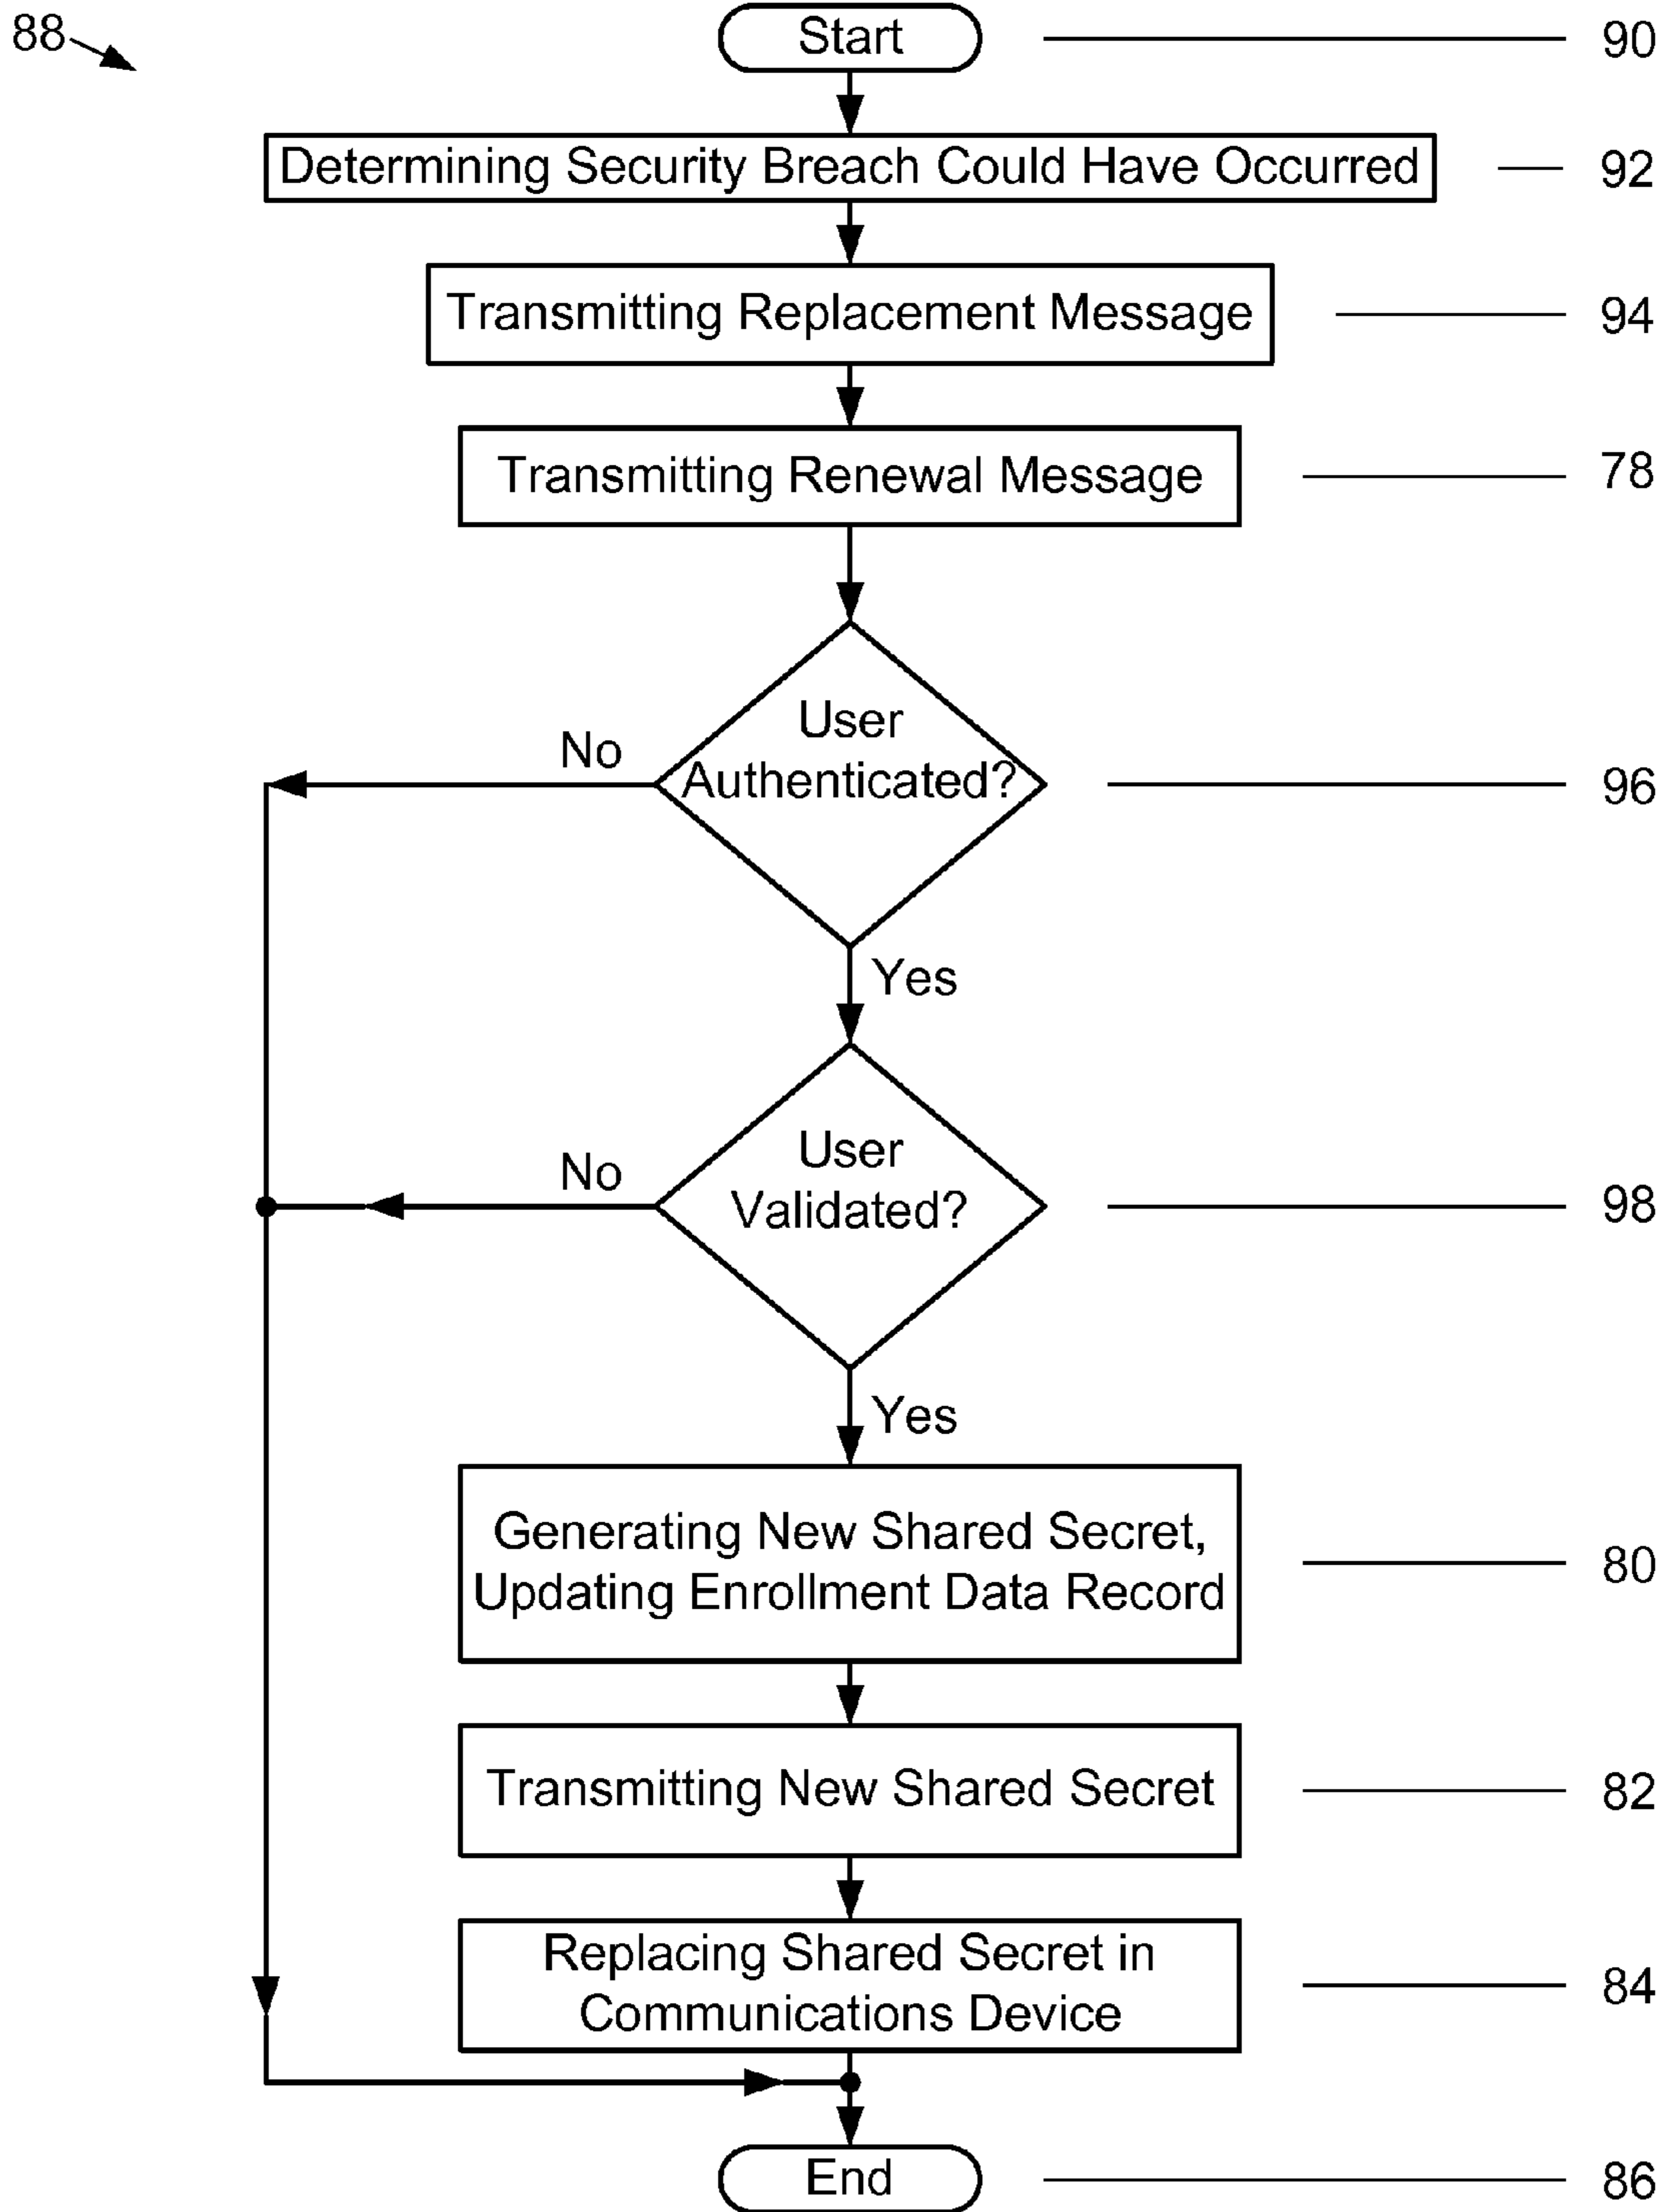 88
Start
90
Determining Security Breach Could Have Occurred
92
Transmitting Replacement Message
94
Transmitting Renewal Message
78
User
Authenticated?
No
96
Yes
User
Validated?
No
98
Yes
Generating New Shared Secret,
Updating Enrollment Data Record
80
Transmitting New Shared Secret
82
Replacing Shared Secret in
Communications Device
84
End
86